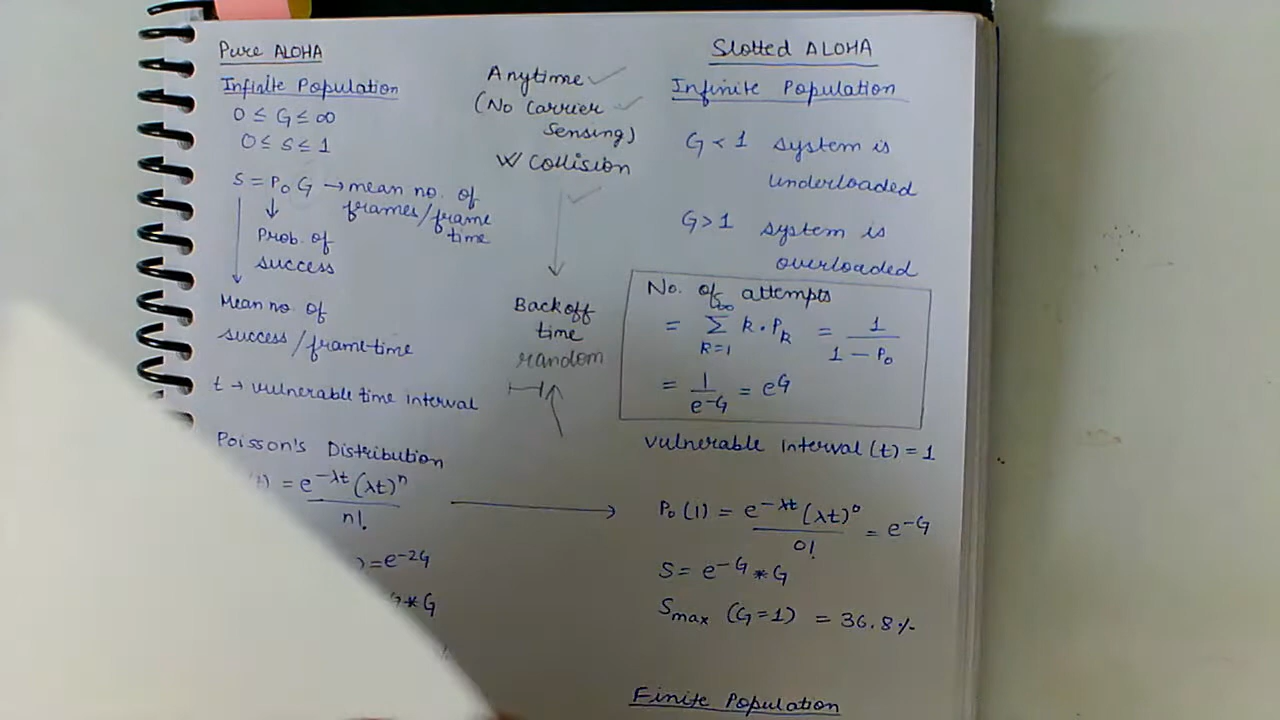 Pure ALOHA
Infinite Population
0 ≤ G ≤ ∞
0 ≤ S ≤ 1
S = P₀ G → mean no. of
frames/frame
time
Prob. of
success
Mean no. of
success/frame time
t → vulnerable time interval
Poisson's Distribution
) = e^-λt (λt)^n
n!
) = e^-2G
* G
Anytime
(No Carrier
Sensing)
W Collision
Backoff
time
random
Slotted ALOHA
Infinite Population
G < 1 system is
underloaded
G > 1 system is
overloaded
No. of attempts
= ∞ Σ k=1 k · P_k = 1 / 1 - P₀
= 1 / e^-G = e^G
vulnerable interval (t) = 1
P₀ (1) = e^-λt (λt)^0 / 0! = e^-G
S = e^-G * G
S_max (G=1) = 36.8%
Finite Population